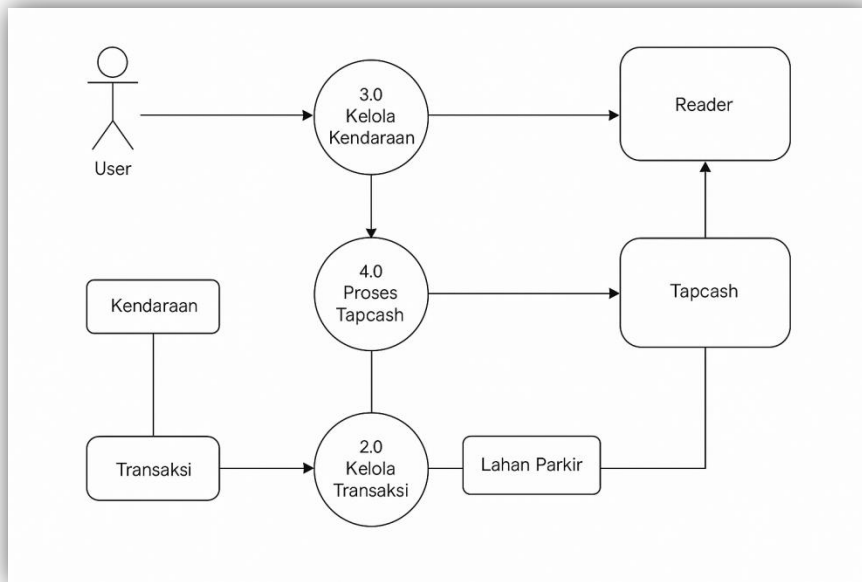 3.0
Kelola
Kendaraan
Reader
User
4.0
Proses
Tapcash
Tapcash
Kendaraan
Transaksi
2.0
Kelola
Transaksi
Lahan Parkir